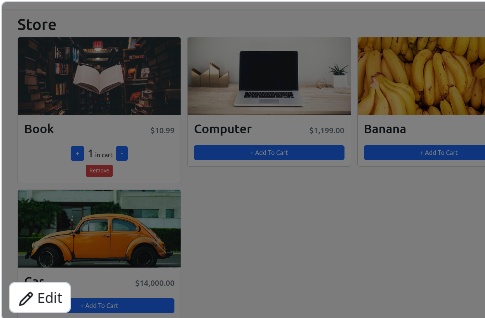 Store
Book $10.99
+ 1 in cart -
Remove
Computer $1,199.00
+ Add To Cart
Banana
+ Add To Cart
Car $14,000.00
+ Add To Cart
Edit